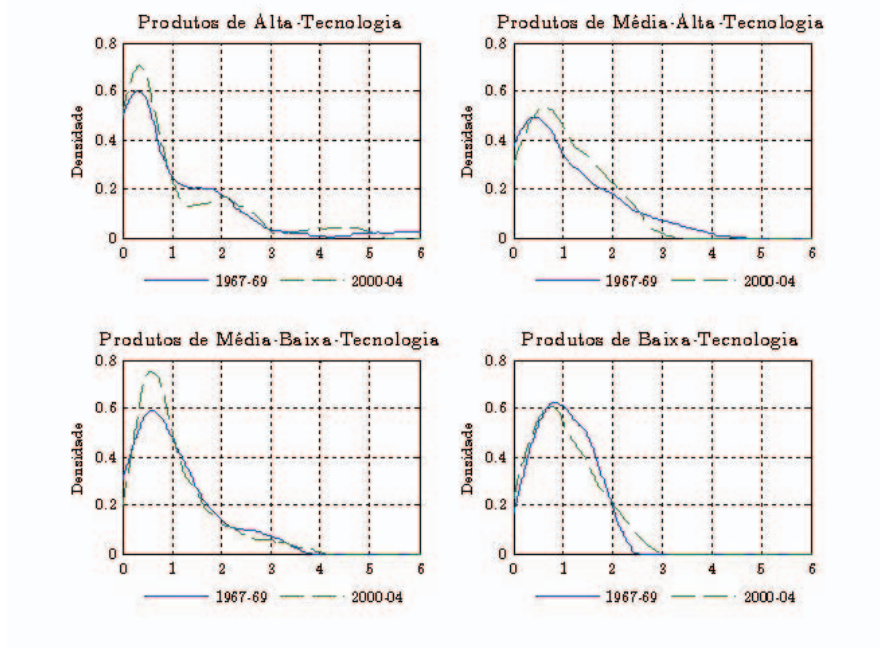 Produtos de Álta-Tecnologia
0.8
0.6
0.4
0.2
0
Densidade
0 1 2 3 4 5 6
1967-69 2000-04
Produtos de Média-Álta-Tecnologia
0.8
0.6
0.4
0.2
0
Densidade
0 1 2 3 4 5 6
1967-69 2000-04
Produtos de Média-Baixa-Tecnologia
0.8
0.6
0.4
0.2
0
Densidade
0 1 2 3 4 5 6
1967-69 2000-04
Produtos de Baixa-Tecnologia
0.8
0.6
0.4
0.2
0
Densidade
0 1 2 3 4 5 6
1967-69 2000-04